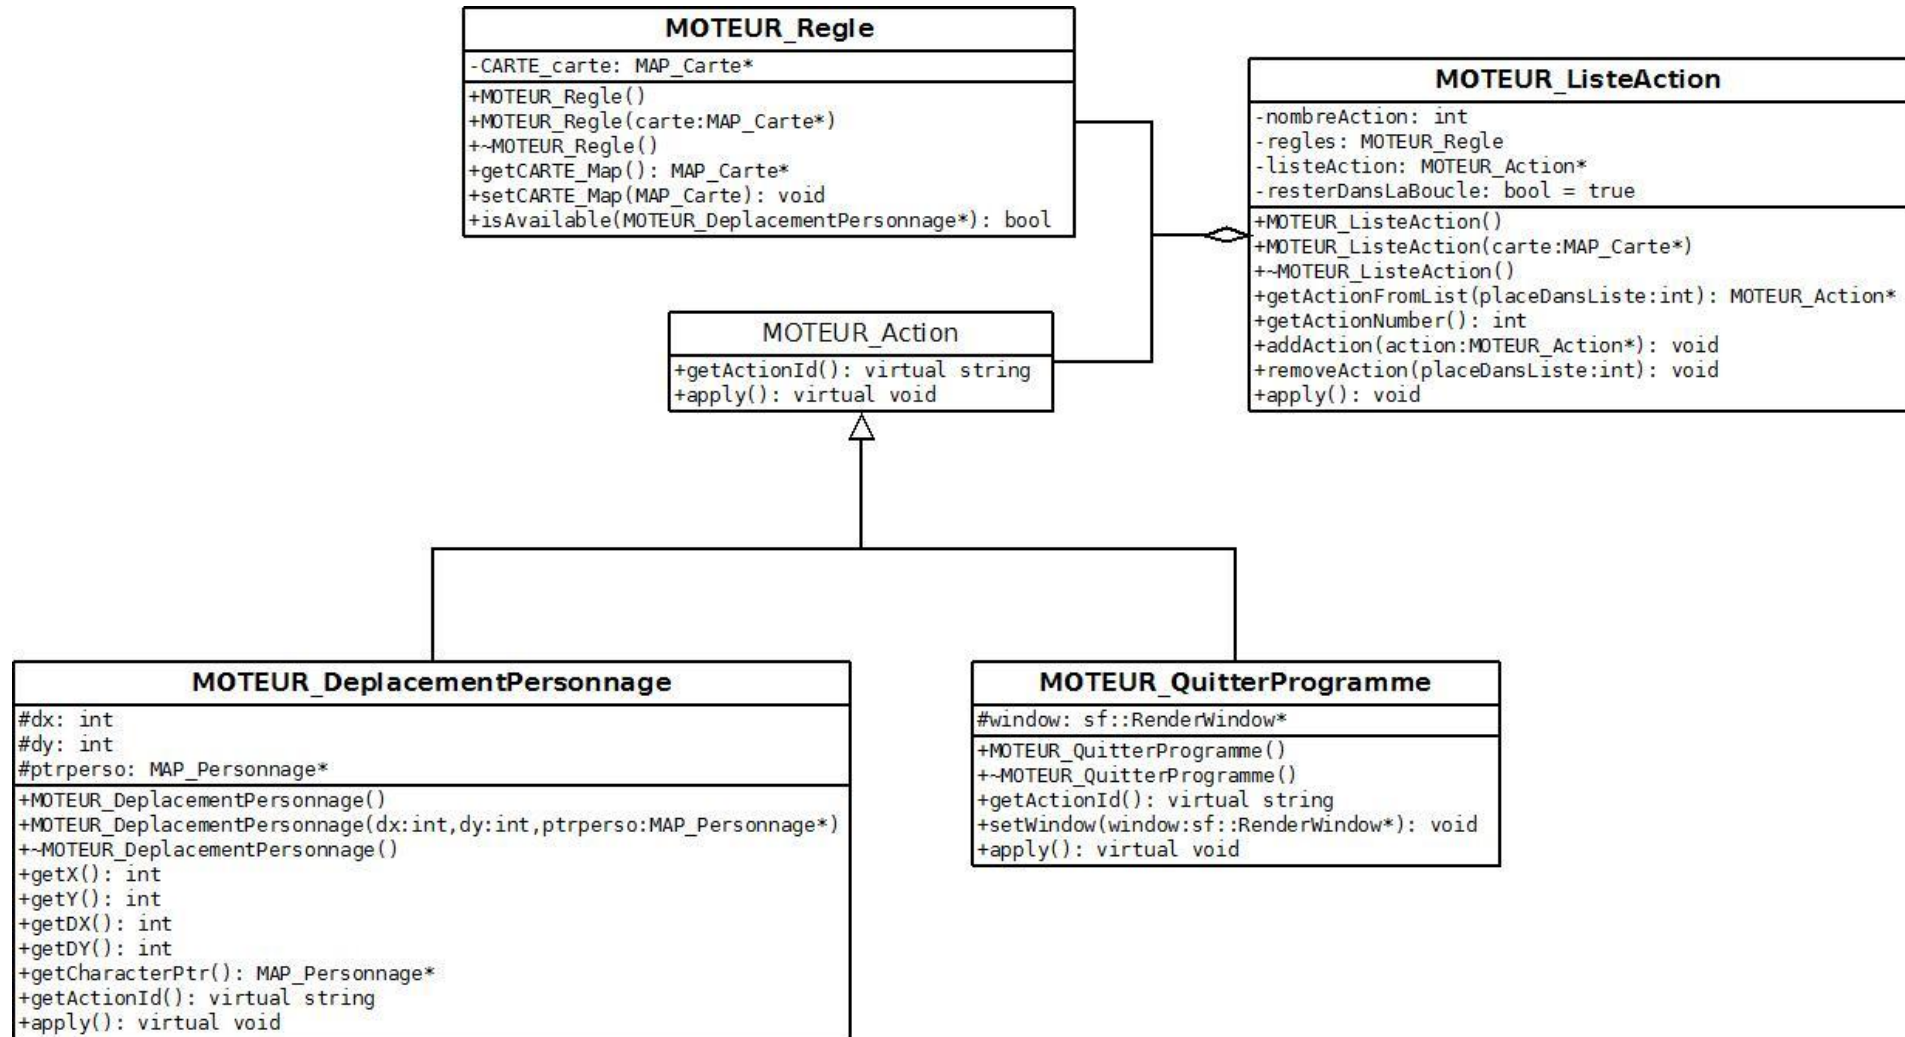 MOTEUR_Regle
-CARTE_carte: MAP_Carte*
+MOTEUR_Regle()
+MOTEUR_Regle(carte:MAP_Carte*)
+~MOTEUR_Regle()
+getCARTE_Map(): MAP_Carte*
+setCARTE_Map(MAP_Carte): void
+isAvailable(MOTEUR_DeplacementPersonnage*): bool
MOTEUR_ListeAction
-nombreAction: int
-regles: MOTEUR_Regle
-listeAction: MOTEUR_Action*
-resterDansLaBoucle: bool = true
+MOTEUR_ListeAction()
+MOTEUR_ListeAction(carte:MAP_Carte*)
+~MOTEUR_ListeAction()
+getActionFromList(placeDansListe:int): MOTEUR_Action*
+getActionNumber(): int
+addAction(action:MOTEUR_Action*): void
+removeAction(placeDansListe:int): void
+apply(): void
MOTEUR_Action
+getActionId(): virtual string
+apply(): virtual void
MOTEUR_DeplacementPersonnage
#dx: int
#dy: int
#ptrperso: MAP_Personnage*
+MOTEUR_DeplacementPersonnage()
+MOTEUR_DeplacementPersonnage(dx:int,dy:int,ptrperso:MAP_Personnage*)
+~MOTEUR_DeplacementPersonnage()
+getX(): int
+getY(): int
+getDX(): int
+getDY(): int
+getCharacterPtr(): MAP_Personnage*
+getActionId(): virtual string
+apply(): virtual void
MOTEUR_QuitterProgramme
#window: sf::RenderWindow*
+MOTEUR_QuitterProgramme()
+~MOTEUR_QuitterProgramme()
+getActionId(): virtual string
+setWindow(window:sf::RenderWindow*): void
+apply(): virtual void